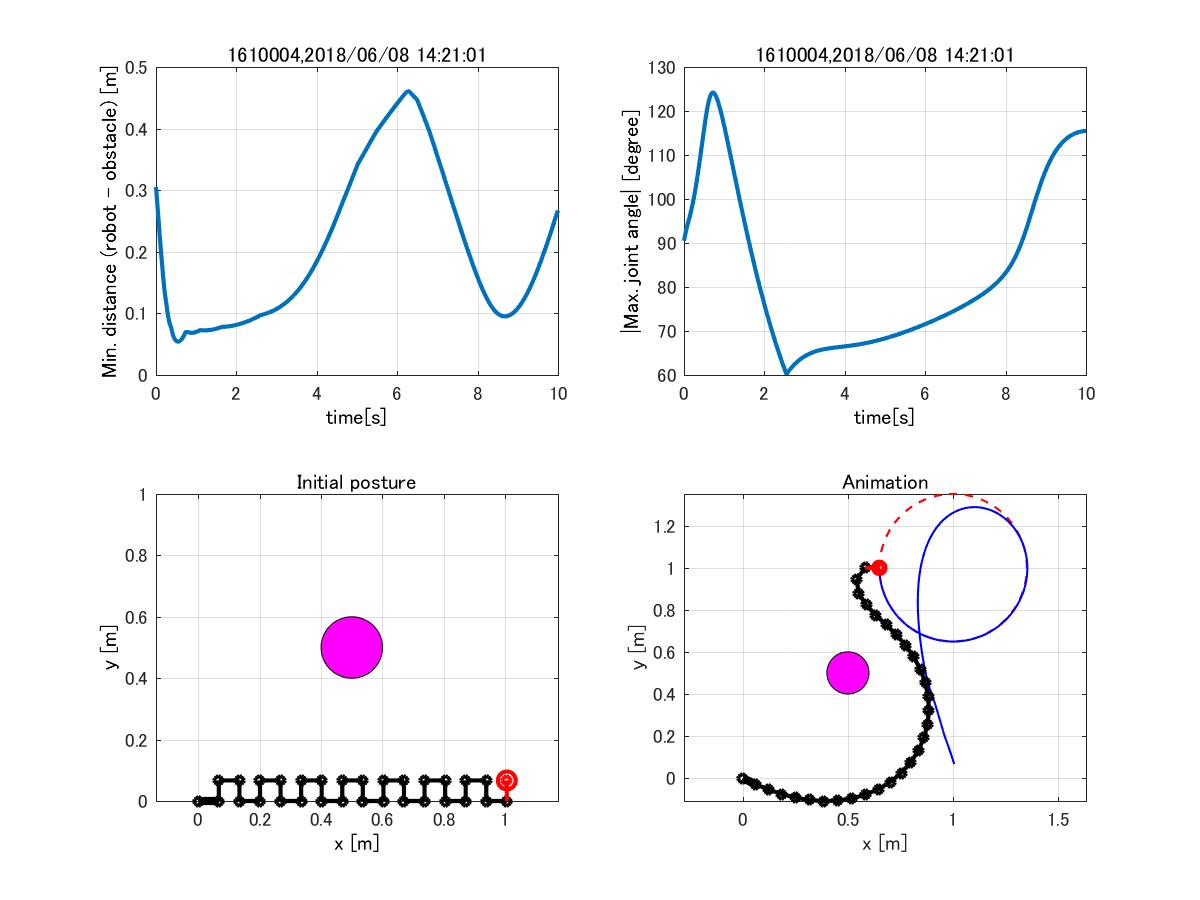 1610004,2018/06/08 14:21:01
Min. distance (robot - obstacle) [m]
0.5
0.4
0.3
0.2
0.1
0
0 2 4 6 8 10
time[s]
1610004,2018/06/08 14:21:01
|Max. joint angle| [degree]
130
120
110
100
90
80
70
60
0 2 4 6 8 10
time[s]
Initial posture
y [m]
1
0.8
0.6
0.4
0.2
0
0 0.2 0.4 0.6 0.8 1
x [m]
Animation
y [m]
1.2
1
0.8
0.6
0.4
0.2
0
0 0.5 1 1.5
x [m]